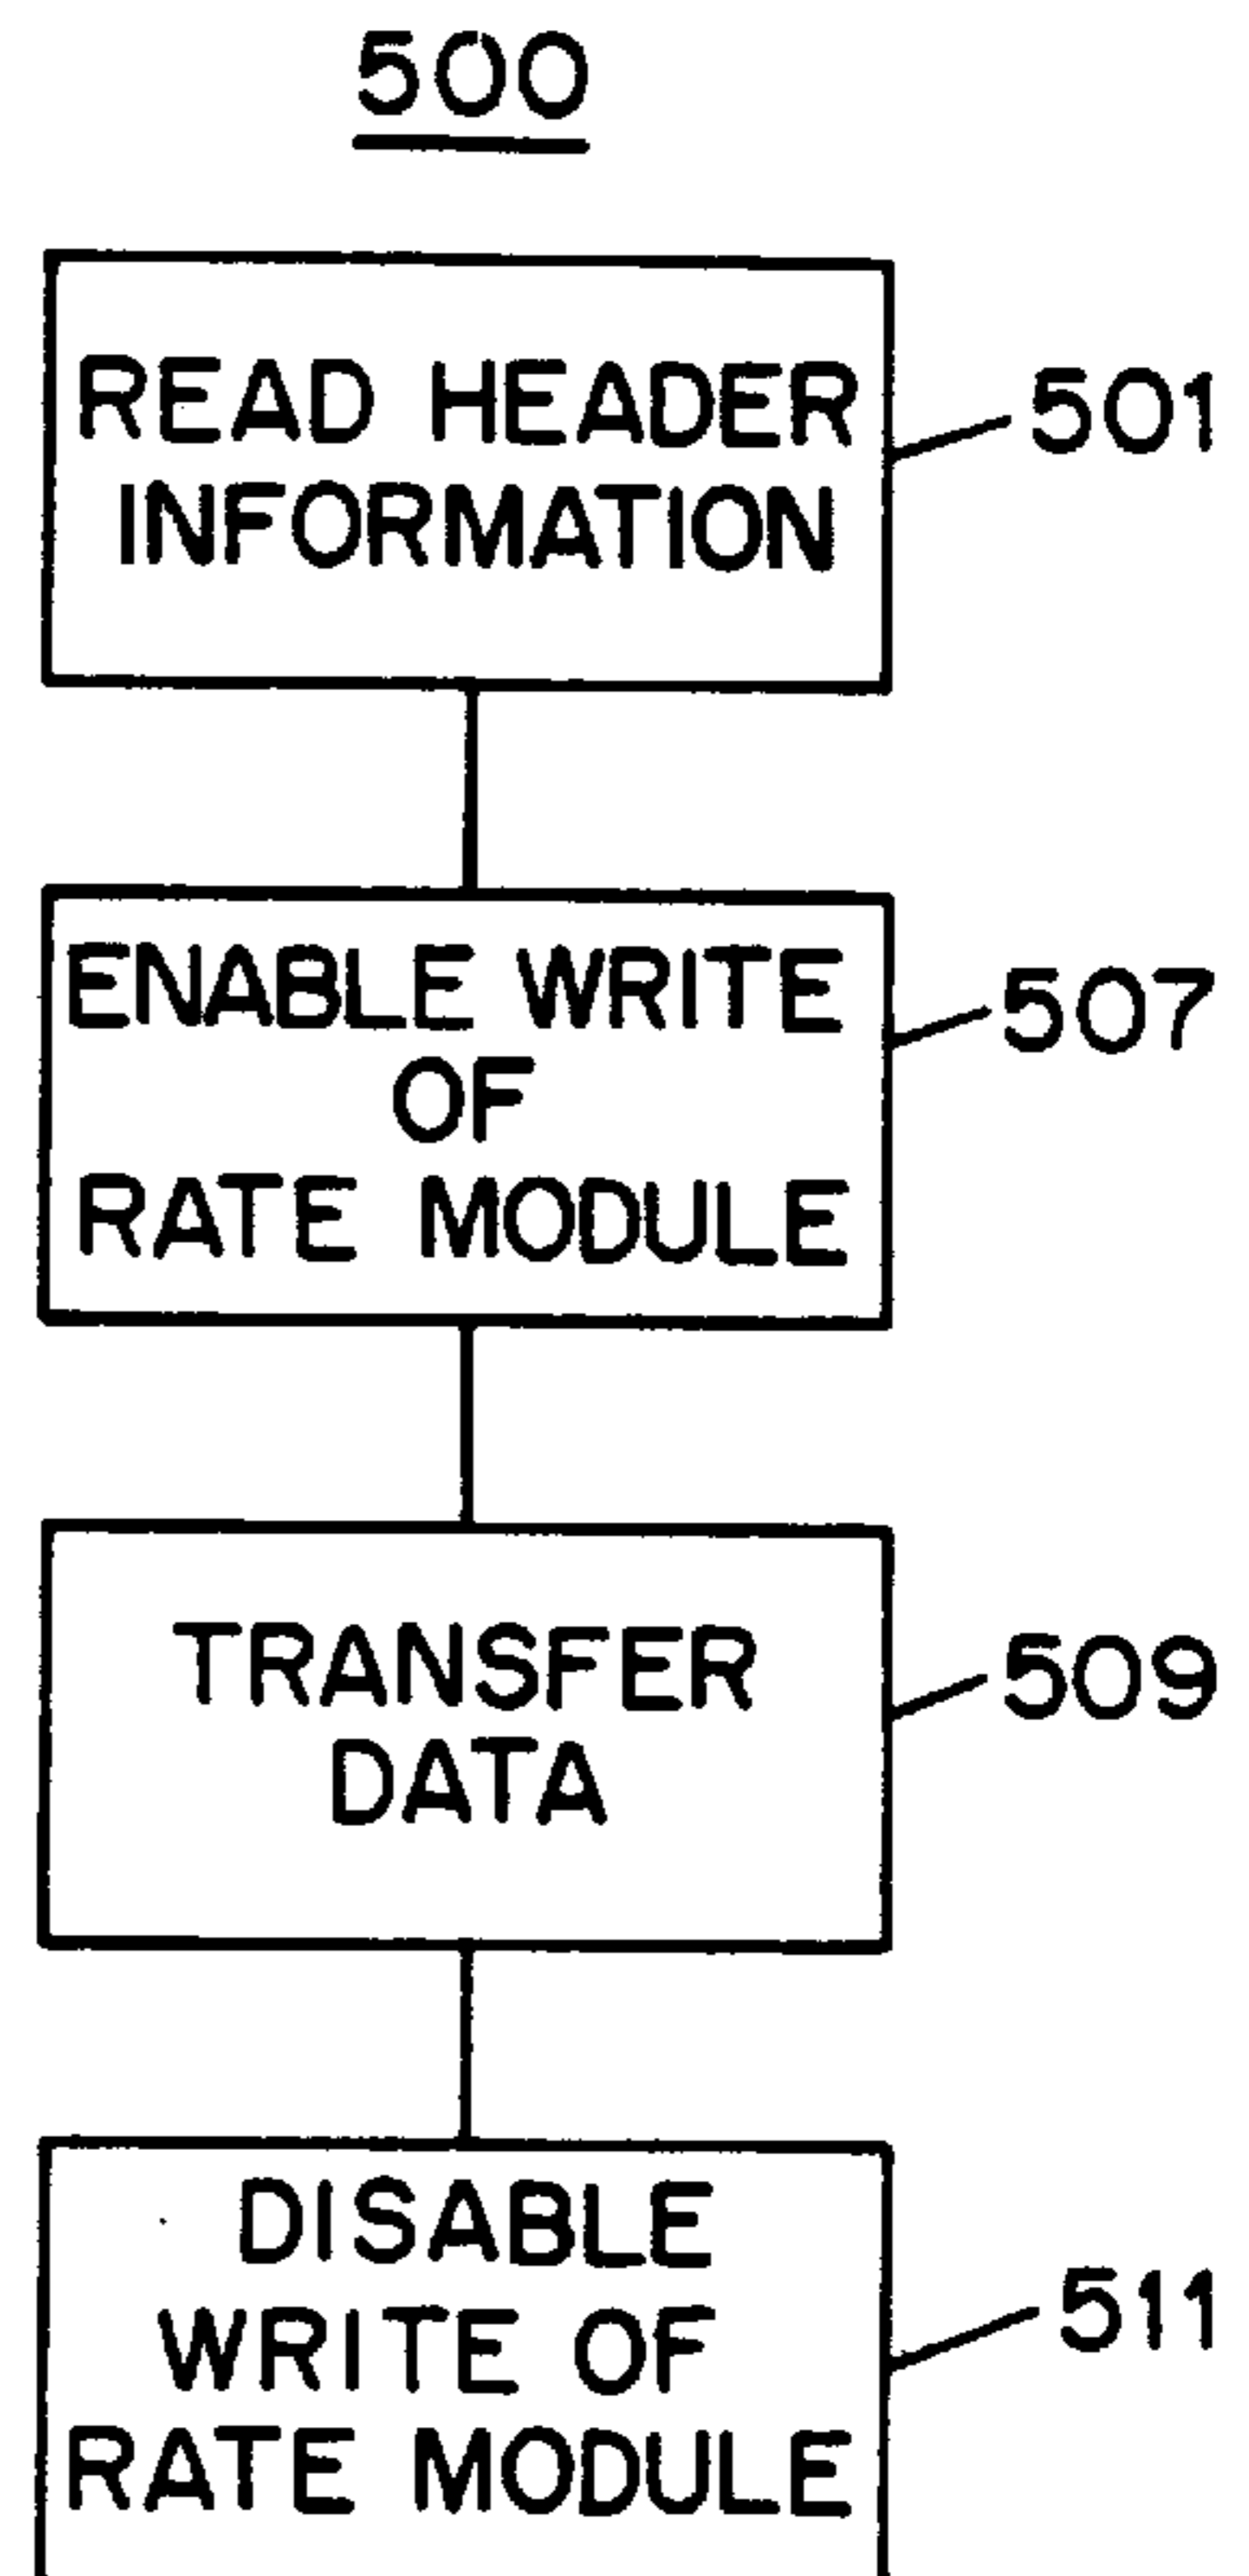 500
READ HEADER
INFORMATION
501
ENABLE WRITE
OF
RATE MODULE
507
TRANSFER
DATA
509
DISABLE
WRITE OF
RATE MODULE
511